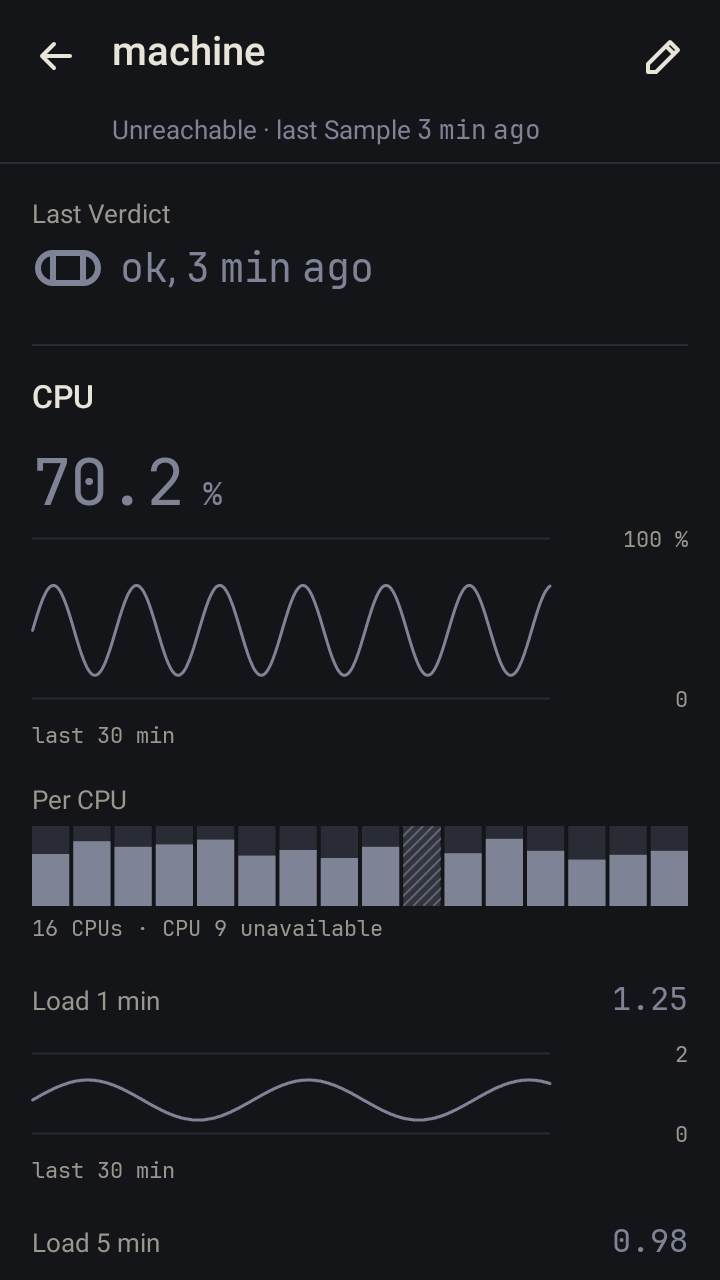 machine
Unreachable · last Sample 3 min ago
Last Verdict
ok, 3 min ago
CPU
70.2 %
100 %
0
last 30 min
Per CPU
16 CPUs · CPU 9 unavailable
Load 1 min 1.25
2
0
last 30 min
Load 5 min 0.98